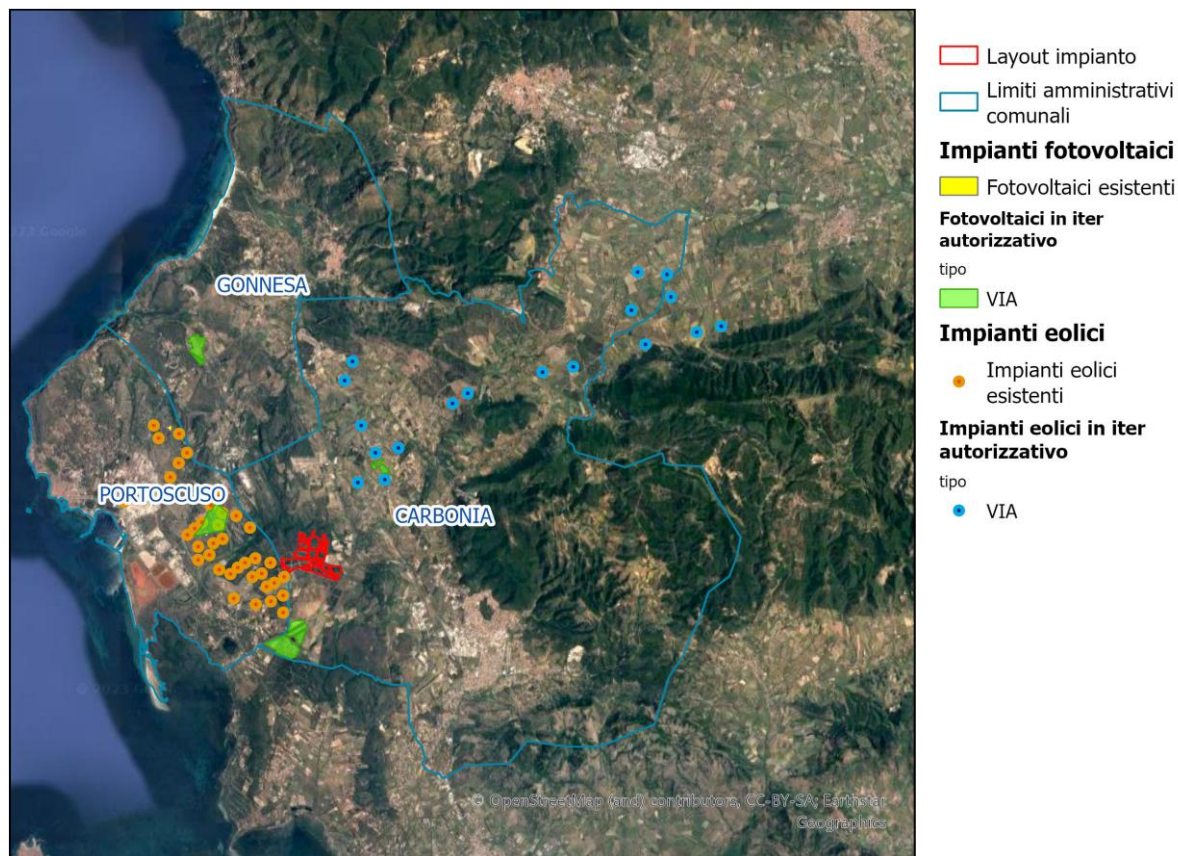 GONNESA
PORTOSCUSO
CARBONIA
© OpenStreetMap (and) contributors, CC-BY-SA; Earthstar
Geographics
Layout impianto
Limiti amministrativi
comunali
Impianti fotovoltaici
Fotovoltaici esistenti
Fotovoltaici in iter
autorizzativo
tipo
VIA
Impianti eolici
Impianti eolici
esistenti
Impianti eolici in iter
autorizzativo
tipo
VIA